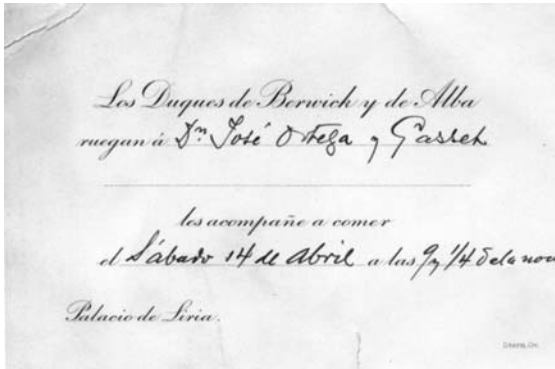 Los Duques de Berwich y de Alba
ruegan á Dn José Ortega y Gasset
les acompañe a comer
el Sábado 14 de Abril a las 9 y 1/4 de la noc
Palacio de Liria.